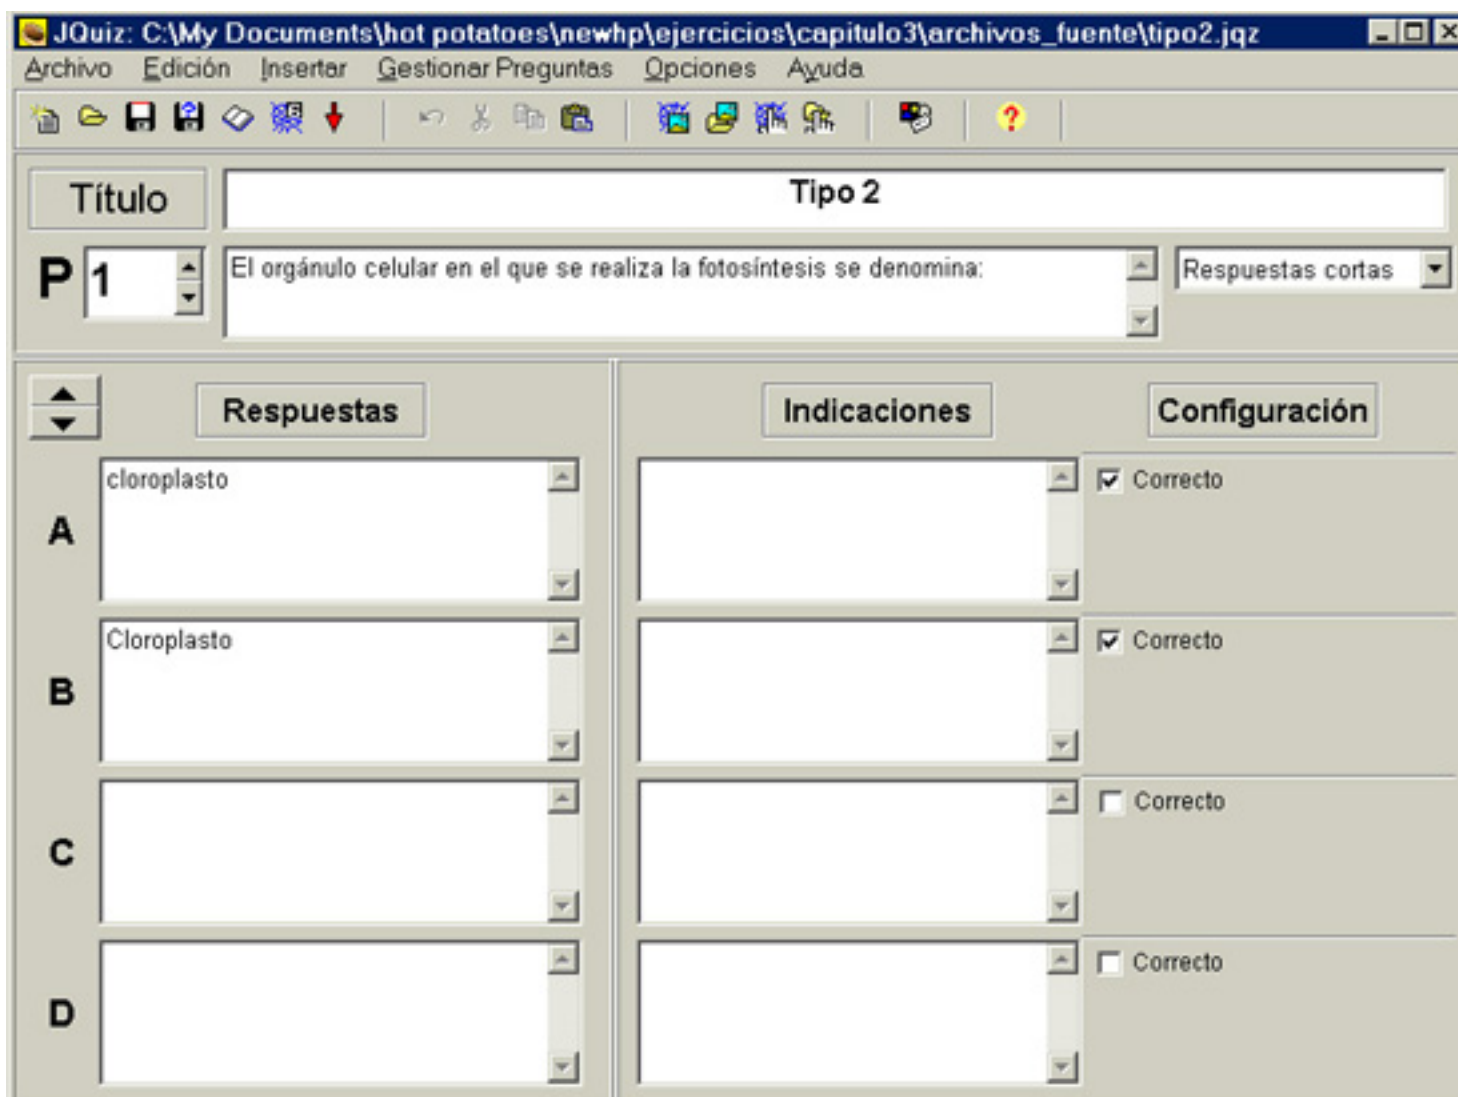 JQuiz: C:\My Documents\hot potatoes\newhp\ejercicios\capitulo3\archivos_fuente\tipo2.jqz
Archivo Edición Insertar Gestionar Preguntas Opciones Ayuda
Título Tipo 2
P 1 El orgánulo celular en el que se realiza la fotosíntesis se denomina: Respuestas cortas
Respuestas Indicaciones Configuración
A cloroplasto Correcto
B Cloroplasto Correcto
C Correcto
D Correcto